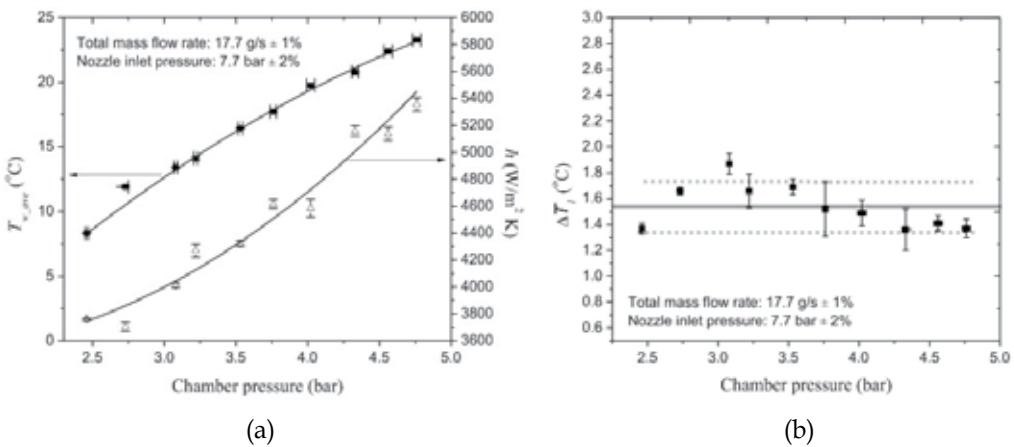 Total mass flow rate: 17.7 g/s ± 1%
Nozzle inlet pressure: 7.7 bar ± 2%
25
20
15
10
5
0
T_w_ave (°C)
6000
5800
5600
5400
5200
5000
4800
4600
4400
4200
4000
3800
3600
h (W/m² K)
2.5 3.0 3.5 4.0 4.5 5.0
Chamber pressure (bar)
(a)
3.0
2.8
2.6
2.4
2.2
2.0
1.8
1.6
1.4
1.2
1.0
0.8
0.6
(°C)
Total mass flow rate: 17.7 g/s ± 1%
Nozzle inlet pressure: 7.7 bar ± 2%
2.5 3.0 3.5 4.0 4.5 5.0
Chamber pressure (bar)
(b)